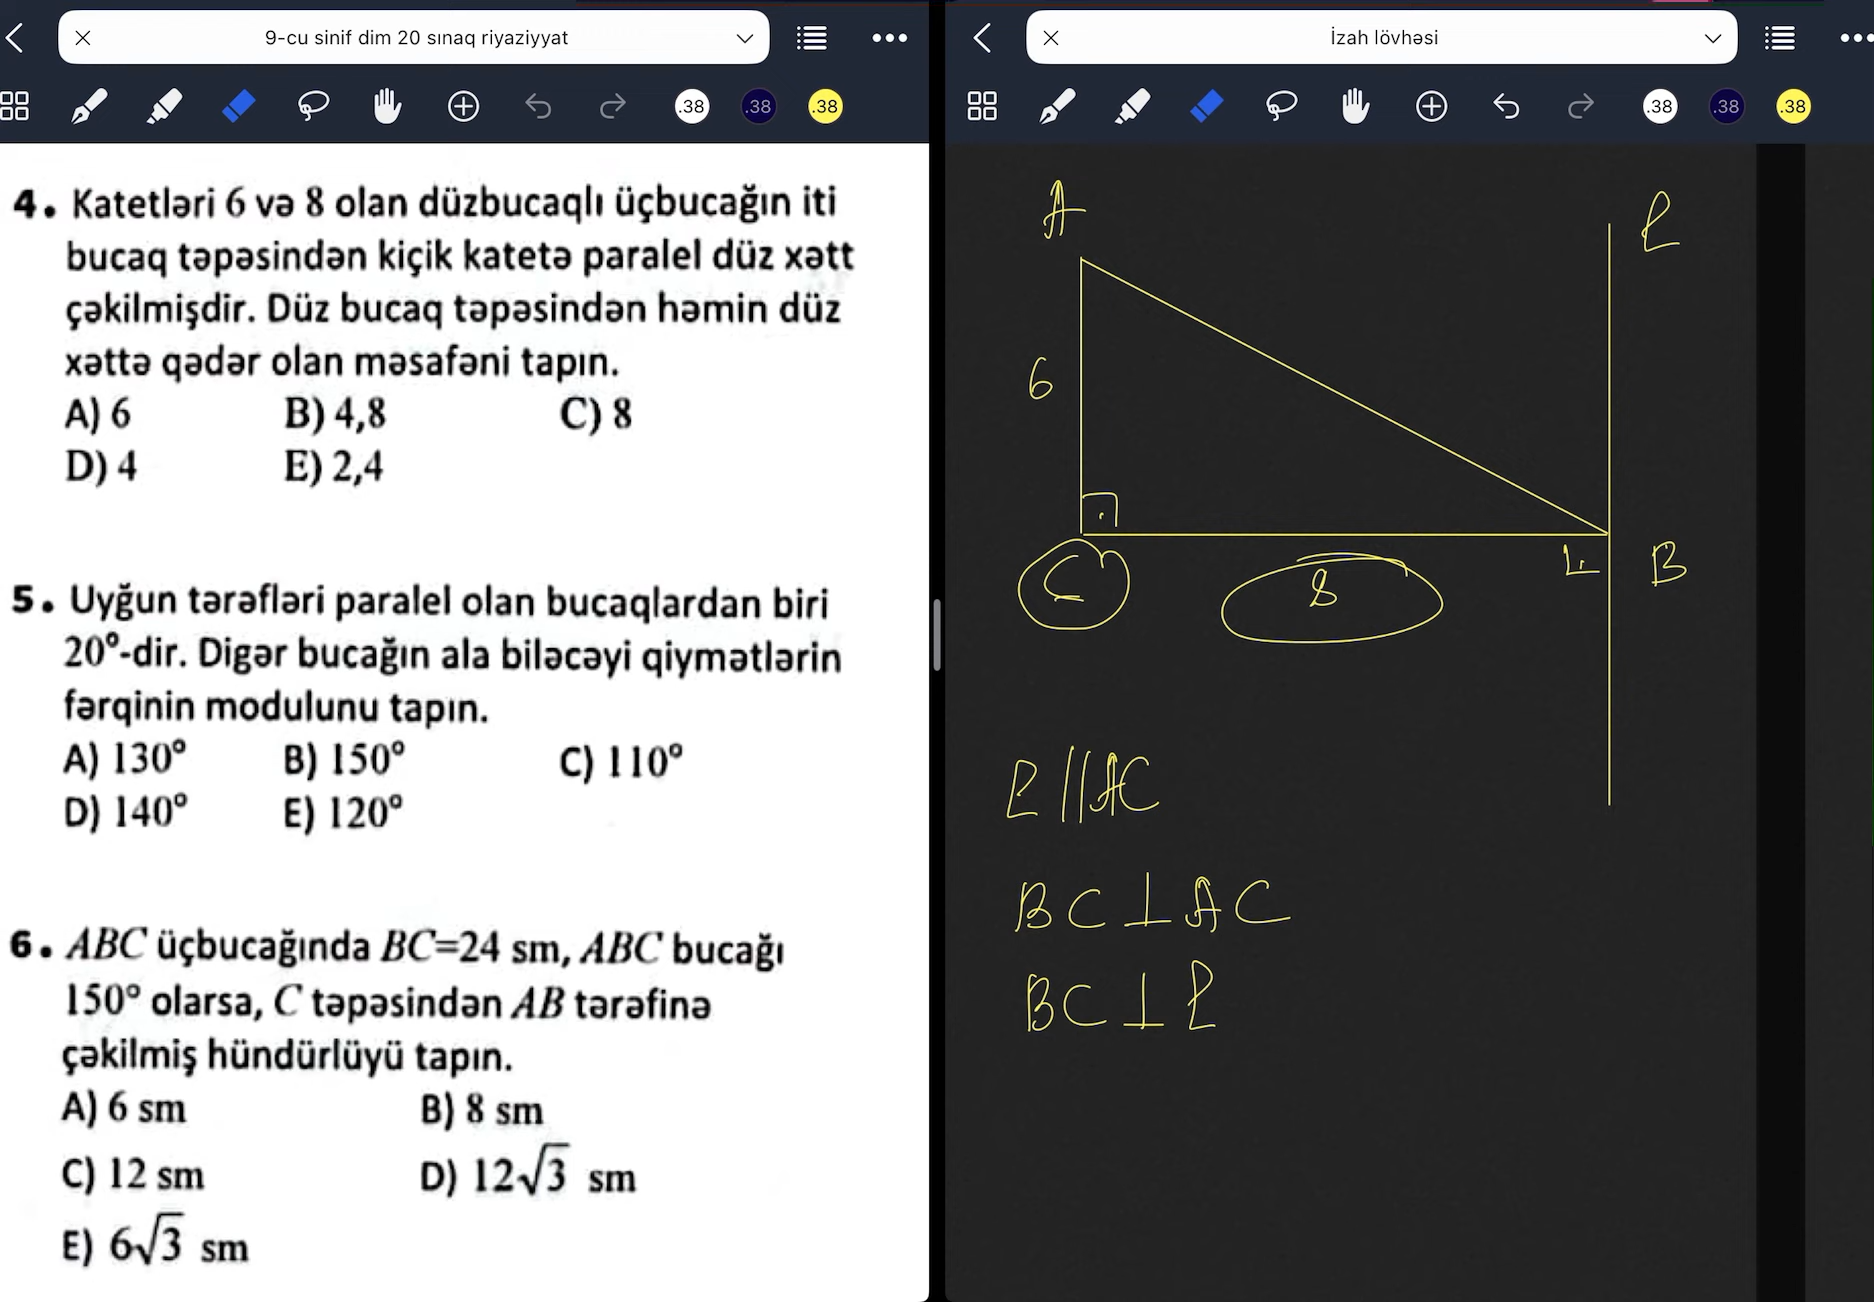 9-cu sinif dim 20 sınaq riyaziyyat
.38 .38 .38
4. Katetləri 6 və 8 olan düzbucaqlı üçbucağın iti
bucaq təpəsindən kiçik katetə paralel düz xətt
çəkilmişdir. Düz bucaq təpəsindən həmin düz
xəttə qədər olan məsafəni tapın.
A) 6 B) 4,8 C) 8
D) 4 E) 2,4
5. Uyğun tərəfləri paralel olan bucaqlardan biri
20°-dir. Digər bucağın ala biləcəyi qiymətlərin
fərqinin modulunu tapın.
A) 130° B) 150° C) 110°
D) 140° E) 120°
6. ABC üçbucağında BC=24 sm, ABC bucağı
150° olarsa, C təpəsindən AB tərəfinə
çəkilmiş hündürlüyü tapın.
A) 6 sm B) 8 sm
C) 12 sm D) 12√3 sm
E) 6√3 sm
İzah lövhəsi
.38 .38 .38
A ℓ
6
C 8 B
ℓ || AC
BC ⊥ AC
BC ⊥ ℓ